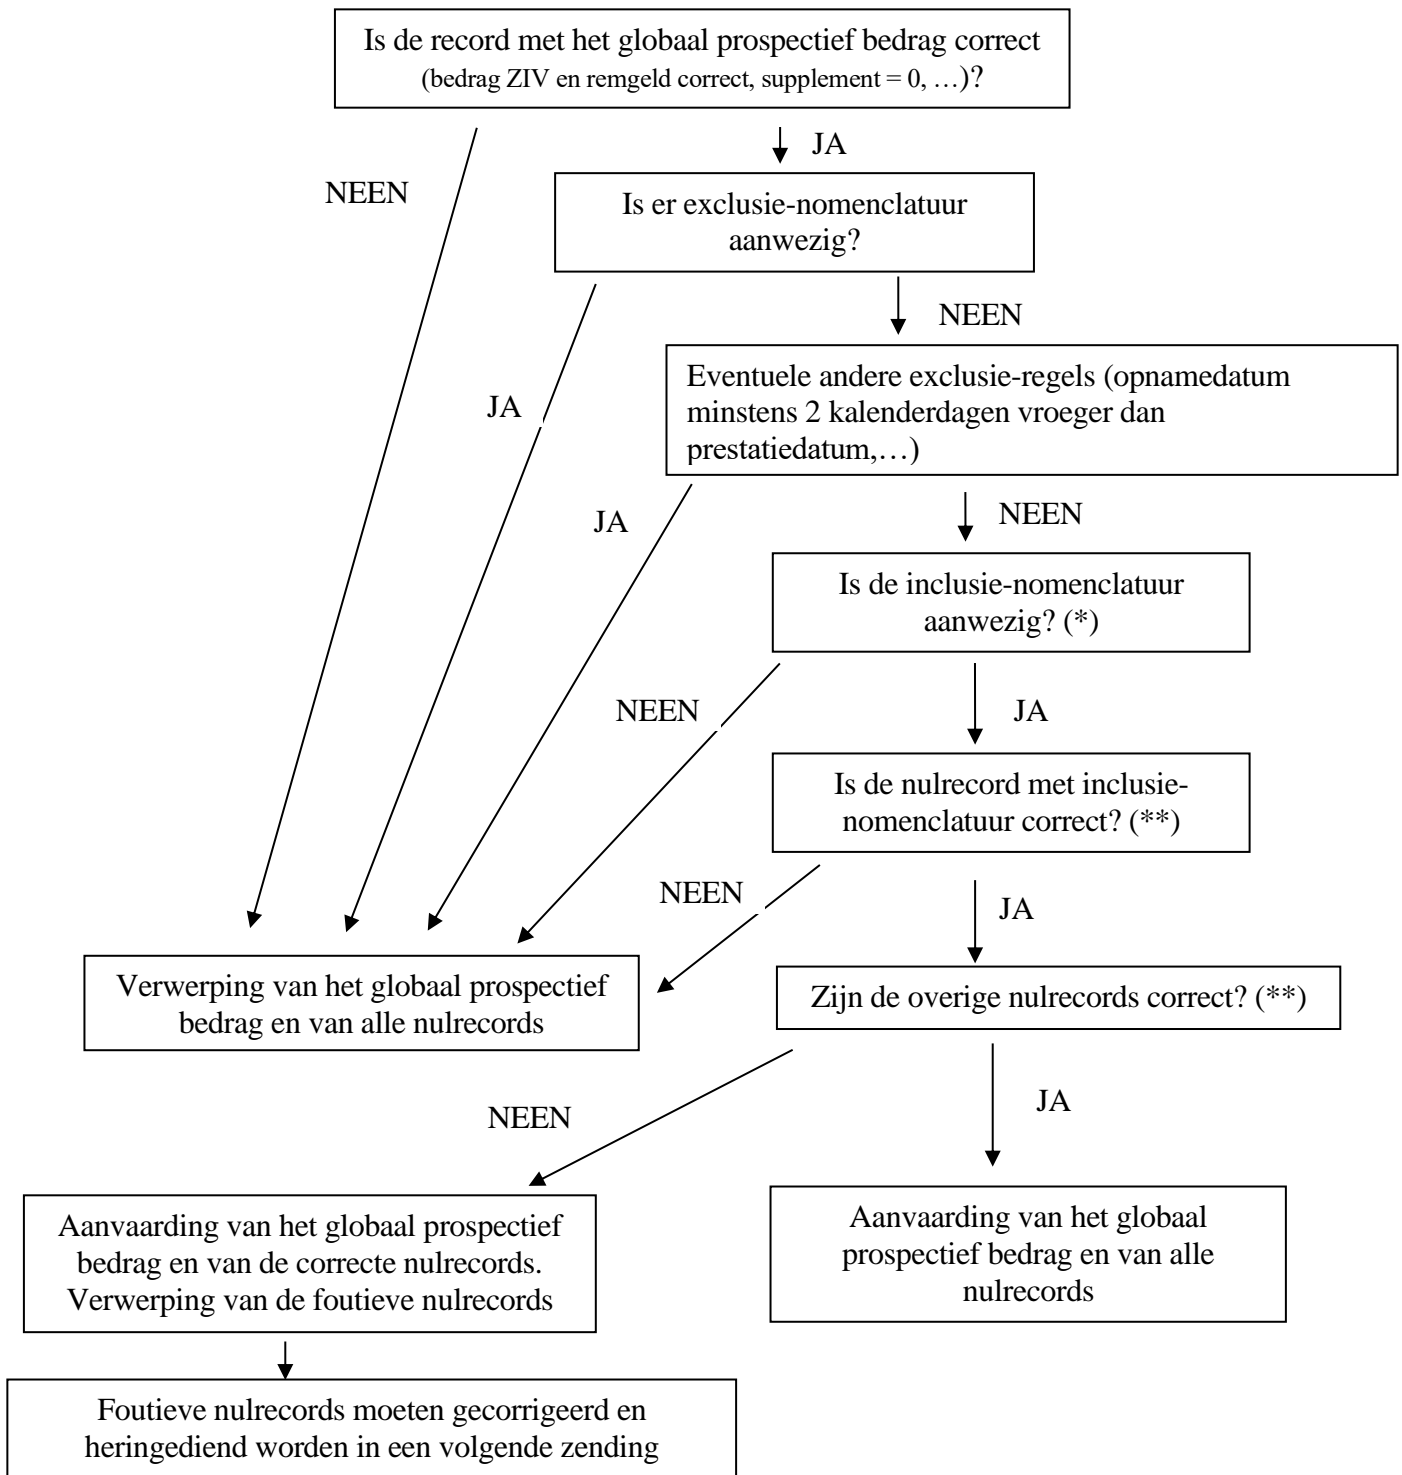 Is de record met het globaal prospectief bedrag correct
(bedrag ZIV en remgeld correct, supplement = 0, …)?
JA
NEEN
Is er exclusie-nomenclatuur
aanwezig?
NEEN
Eventuele andere exclusie-regels (opnamedatum
minstens 2 kalenderdagen vroeger dan
prestatiedatum,…)
JA
JA
NEEN
Is de inclusie-nomenclatuur
aanwezig? (*)
NEEN
JA
Is de nulrecord met inclusie-
nomenclatuur correct? (**)
NEEN
JA
Verwerping van het globaal prospectief
bedrag en van alle nulrecords
Zijn de overige nulrecords correct? (**)
NEEN
JA
Aanvaarding van het globaal prospectief
bedrag en van de correcte nulrecords.
Verwerping van de foutieve nulrecords
Aanvaarding van het globaal
prospectief bedrag en van alle
nulrecords
Foutieve nulrecords moeten gecorrigeerd en
heringediend worden in een volgende zending